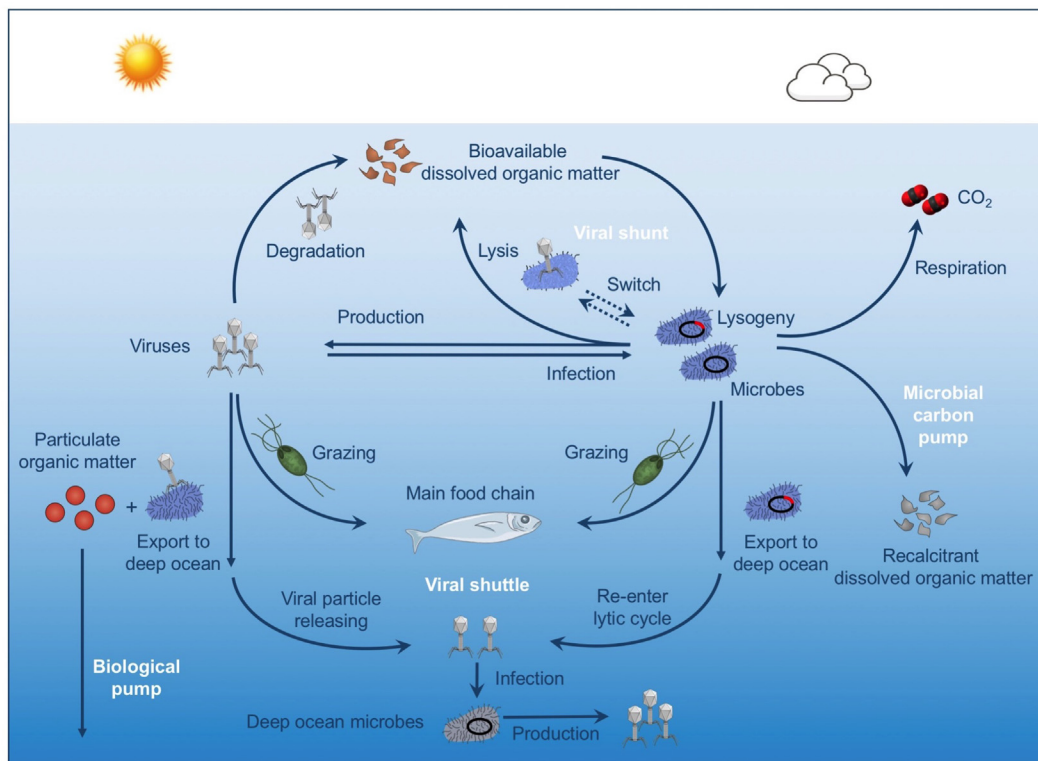 Bioavailable
dissolved organic matter
CO₂
Degradation
Lysis
Viral shunt
Switch
Respiration
Production
Lysogeny
Viruses
Infection
Microbes
Microbial
carbon
pump
Particulate
organic matter
Grazing
Grazing
Main food chain
+
Export to
deep ocean
Export to
deep ocean
Recalcitrant
dissolved organic matter
Viral shuttle
Viral particle
releasing
Re-enter
lytic cycle
Biological
pump
Infection
Deep ocean microbes
Production